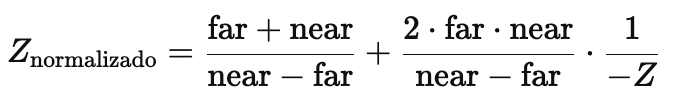 Z_normalizado = (far + near)/(near − far) + (2 · far · near)/(near − far) · 1/(−Z)